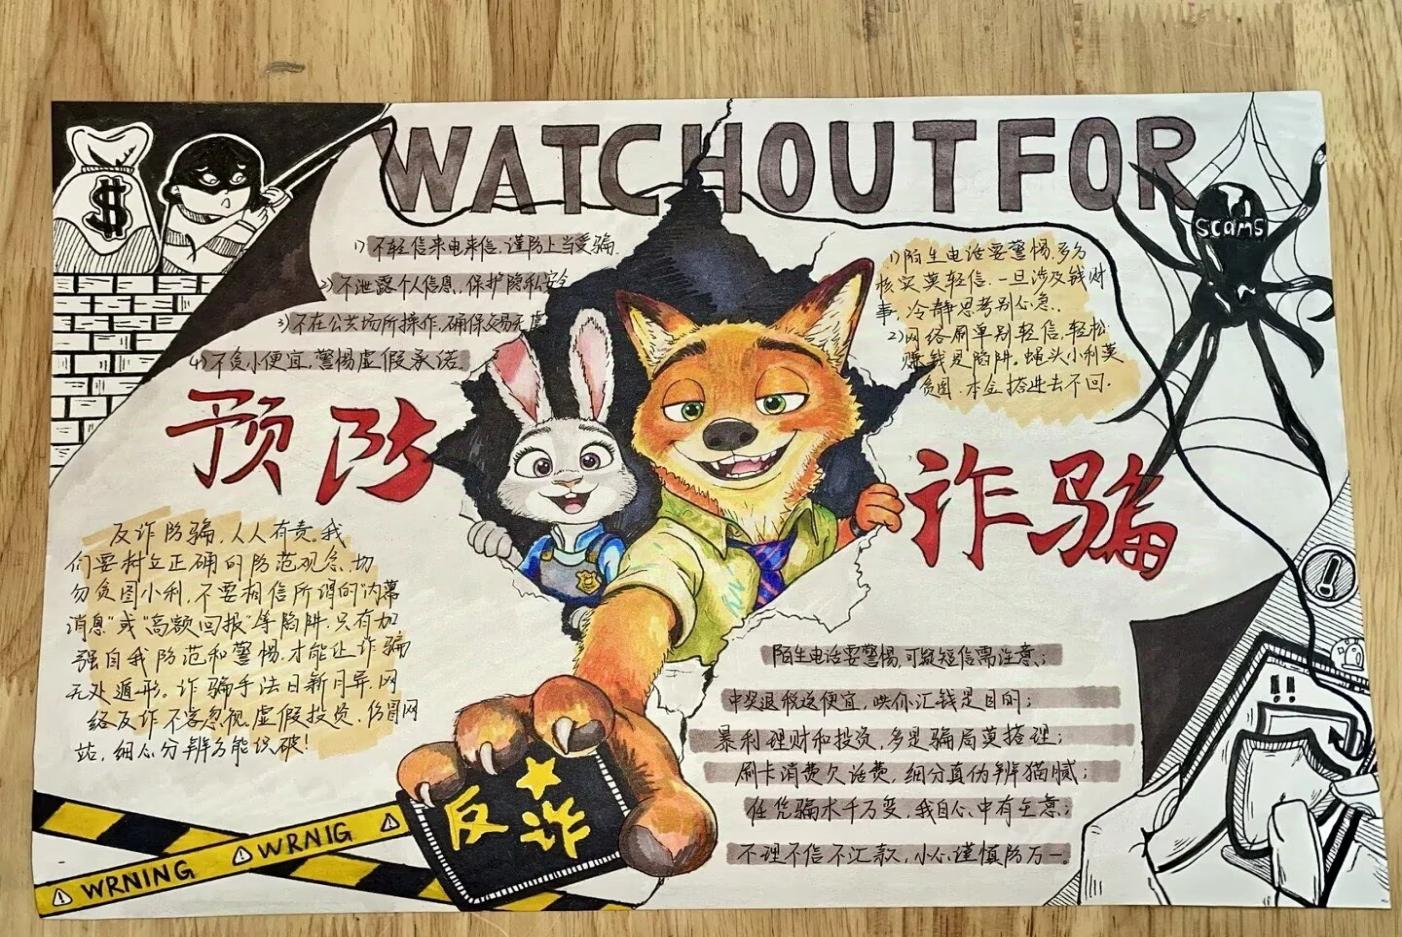 WATCH OUT FOR
SCAMS
1)不轻信来电来信,谨防上当受骗.
2)不泄露个人信息,保护隐私安全
3)不在公共场所操作,确保交易无虞
4)不贪小便宜,警惕虚假承诺.
1)陌生电话要警惕,多方
核实莫轻信.一旦涉及钱财
事,冷静思考别心急.
2)网络刷单别轻信,轻松
赚钱是陷阱。蝇头小利莫
贪图.本金搭进去不回.
预防
诈骗
反诈防骗,人人有责.我
们要树立正确的防范观念.切
勿贪图小利,不要相信所谓的"内幕
消息"或"高额回报"等陷阱.只有加
强自我防范和警惕,才能让诈骗
无处遁形。诈骗手法日新月异.网
络反诈不容忽视,虚假投资、仿冒网
站,细心分辨方能识破!
陌生电话要警惕,可疑短信需注意;
中奖退税送便宜,哄你汇钱是目的;
暴利理财和投资,多是骗局莫搭理;
刷卡消费欠话费,细分真伪辨猫腻;
任凭骗术千万变,我自心中有主意;
不理不信不汇款,小心谨慎防万一。
反诈
WRNING
WRNIG